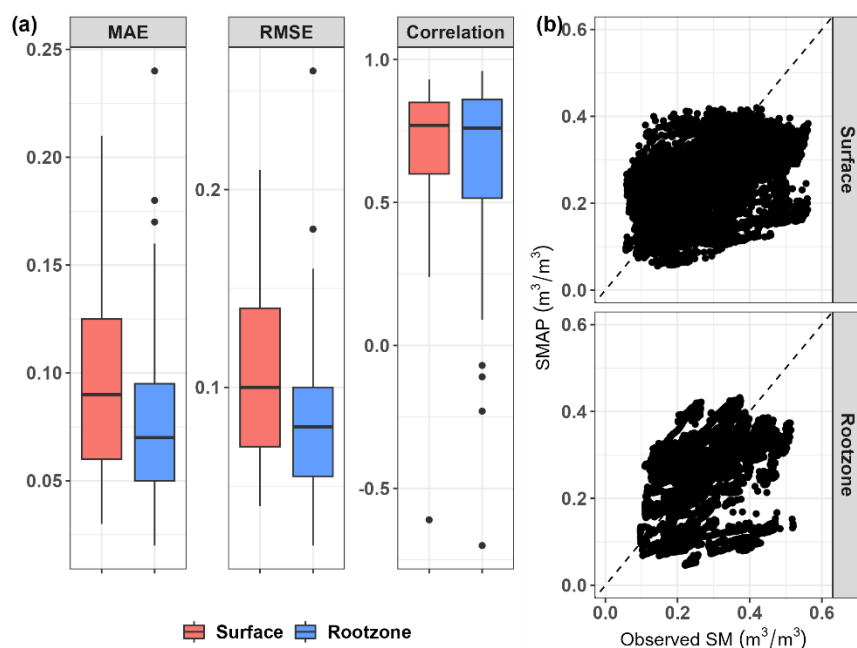 (a)
MAE
RMSE
Correlation
0.25
0.20
0.15
0.10
0.05
0.2
0.1
1.0
0.5
0.0
-0.5
Surface
Rootzone
(b)
0.6
0.4
0.2
0.0
Surface
0.6
0.4
0.2
0.0
Rootzone
SMAP (m³/m³)
0.0 0.2 0.4 0.6
Observed SM (m³/m³)